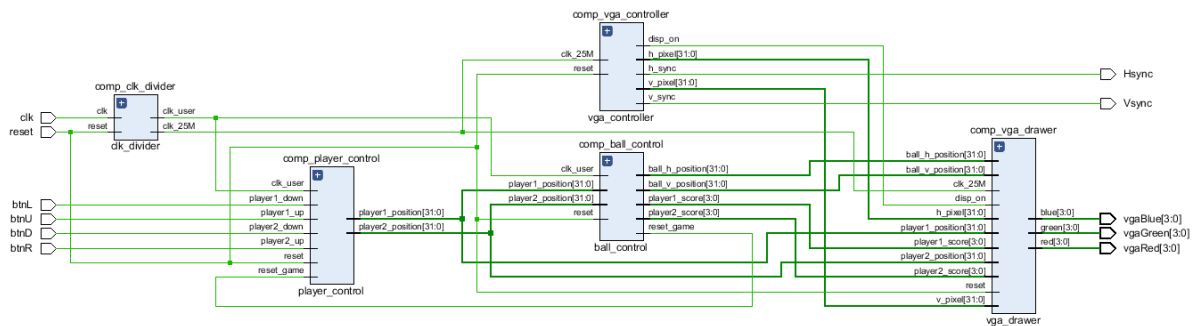 comp_vga_controller
clk_25M
reset
disp_on
h_pixel[31:0]
h_sync
v_pixel[31:0]
v_sync
vga_controller
Hsync
Vsync
comp_clk_divider
clk
reset
clk
reset
clk_user
clk_25M
clk_divider
comp_player_control
clk_user
player1_down
player1_up
player2_down
player2_up
reset
reset_game
player1_position[31:0]
player2_position[31:0]
player_control
btnL
btnU
btnD
btnR
comp_ball_control
clk_user
player1_position[31:0]
player2_position[31:0]
reset
ball_h_position[31:0]
ball_v_position[31:0]
player1_score[3:0]
player2_score[3:0]
reset_game
ball_control
comp_vga_drawer
ball_h_position[31:0]
ball_v_position[31:0]
clk_25M
disp_on
h_pixel[31:0]
player1_position[31:0]
player1_score[3:0]
player2_position[31:0]
player2_score[3:0]
reset
v_pixel[31:0]
blue[3:0]
green[3:0]
red[3:0]
vga_drawer
vgaBlue[3:0]
vgaGreen[3:0]
vgaRed[3:0]